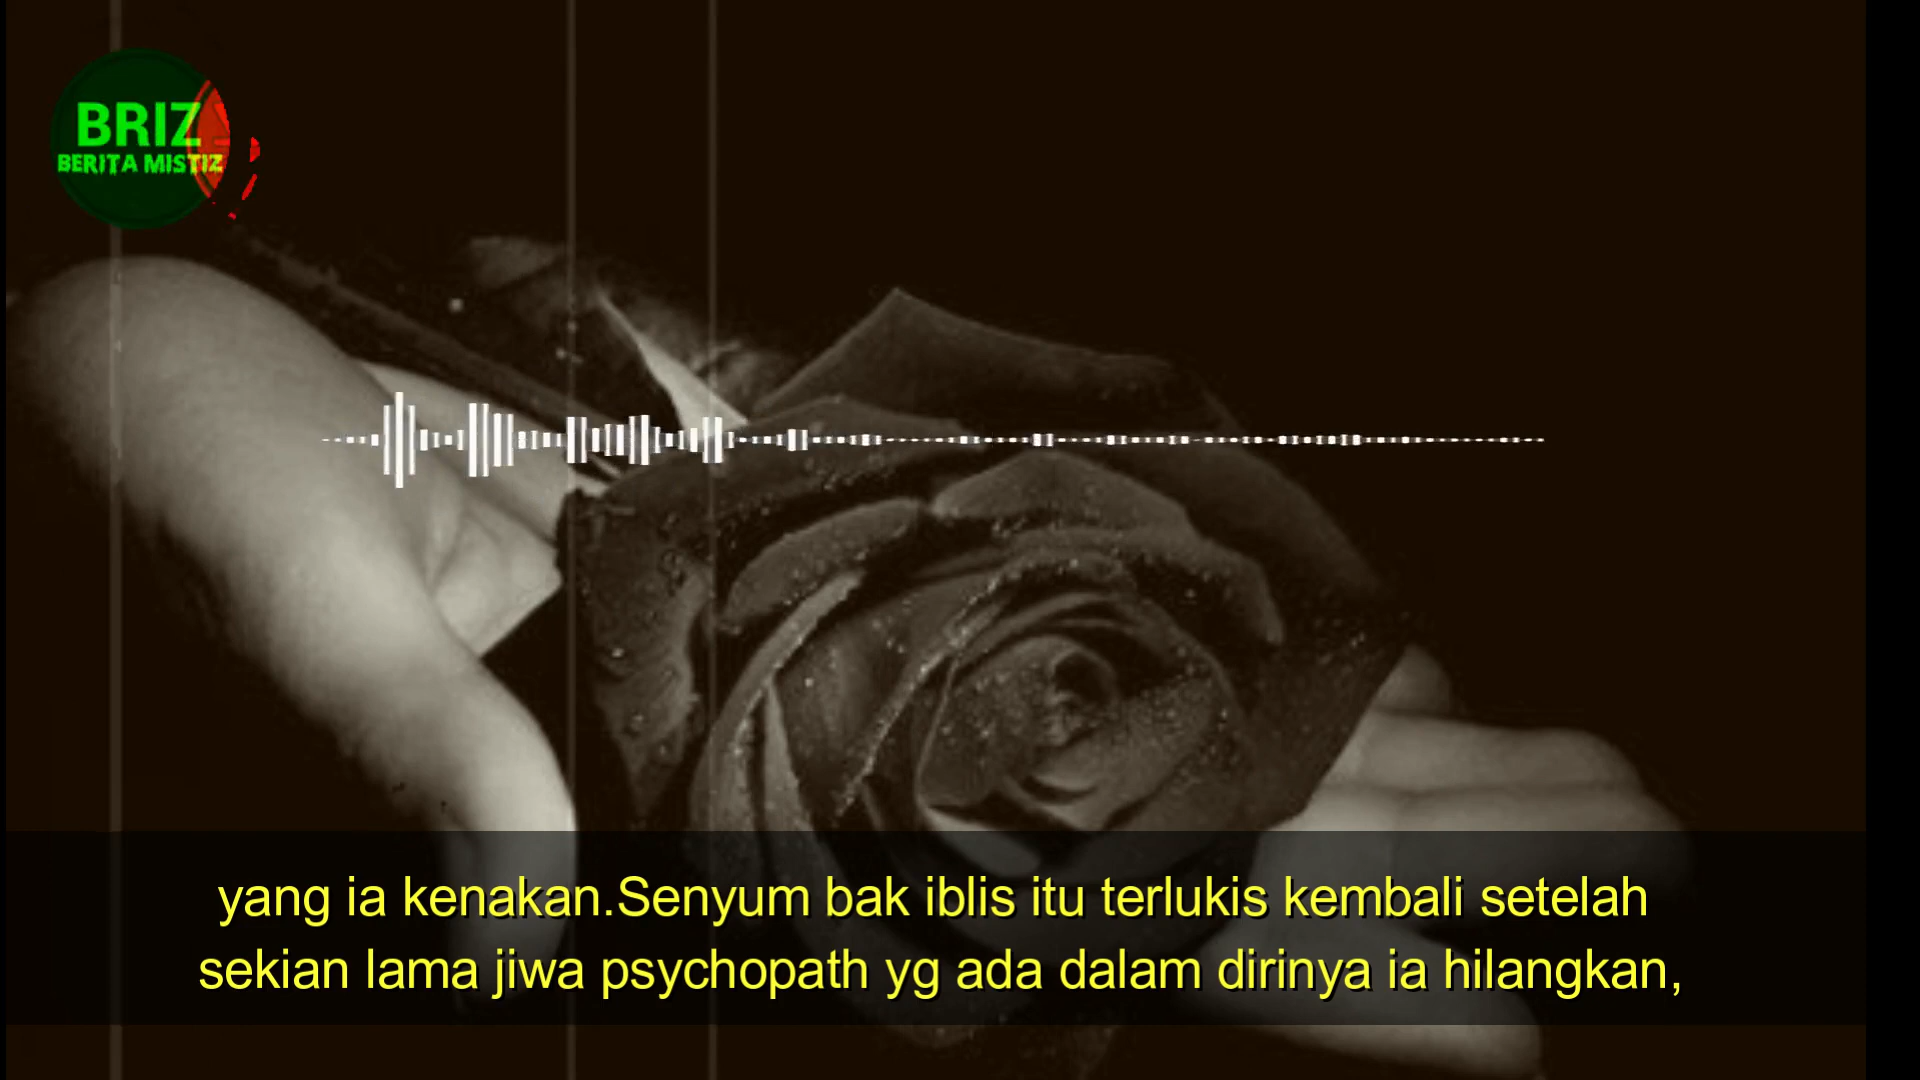 BRIZ
BERITA MISTIZ
yang ia kenakan.Senyum bak iblis itu terlukis kembali setelah
sekian lama jiwa psychopath yg ada dalam dirinya ia hilangkan,